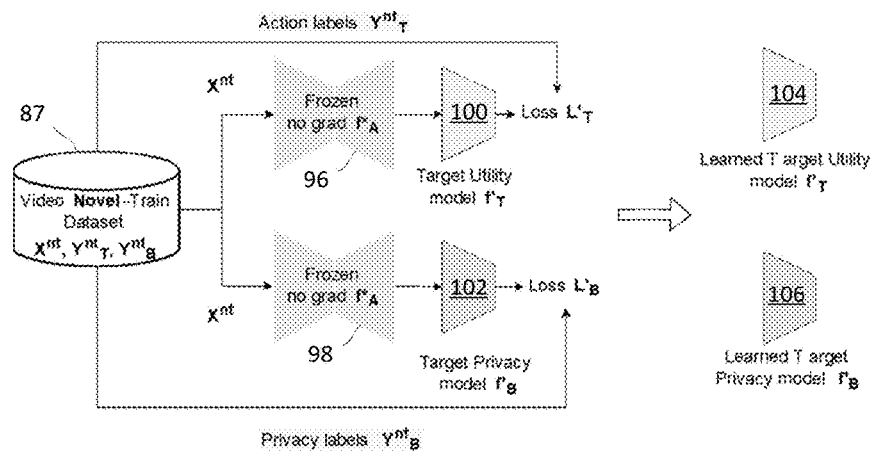 Action labels Y^nt_T
87
X^nt
Frozen
no grad f*_A
96
100
Target Utility
model f'_T
Loss L'_T
104
Learned T arget Utility
model f'_T
Video Novel-Train
Dataset
X^nt, Y^nt_T, Y^nt_B
X^nt
Frozen
no grad f*_A
98
102
Target Privacy
model f'_B
Loss L'_B
106
Learned T arget
Privacy model f'_B
Privacy labels Y^nt_B